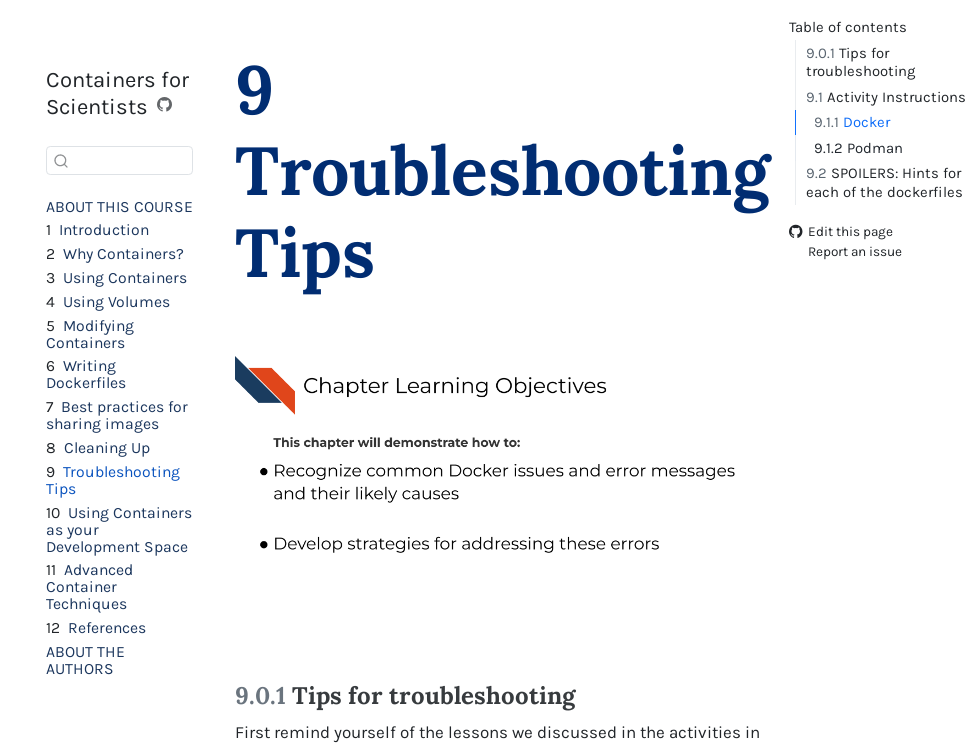 Containers for
Scientists
ABOUT THIS COURSE
1 Introduction
2 Why Containers?
3 Using Containers
4 Using Volumes
5 Modifying
Containers
6 Writing
Dockerfiles
7 Best practices for
sharing images
8 Cleaning Up
9 Troubleshooting
Tips
10 Using Containers
as your
Development Space
11 Advanced
Container
Techniques
12 References
ABOUT THE
AUTHORS
9
Troubleshooting
Tips
Chapter Learning Objectives
This chapter will demonstrate how to:
● Recognize common Docker issues and error messages
and their likely causes
● Develop strategies for addressing these errors
9.0.1 Tips for troubleshooting
First remind yourself of the lessons we discussed in the activities in
Table of contents
9.0.1 Tips for
troubleshooting
9.1 Activity Instructions
9.1.1 Docker
9.1.2 Podman
9.2 SPOILERS: Hints for
each of the dockerfiles
Edit this page
Report an issue